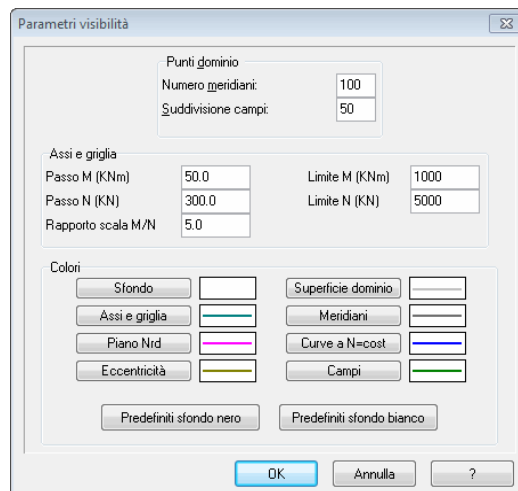 Parametri visibilità
Punti dominio
Numero meridiani: 100
Suddivisione campi: 50
Assi e griglia
Passo M (KNm) 50.0 Limite M (KNm) 1000
Passo N (KN) 300.0 Limite N (KN) 5000
Rapporto scala M/N 5.0
Colori
Sfondo Superficie dominio
Assi e griglia Meridiani
Piano Nrd Curve a N=cost
Eccentricità Campi
Predefiniti sfondo nero Predefiniti sfondo bianco
OK Annulla ?